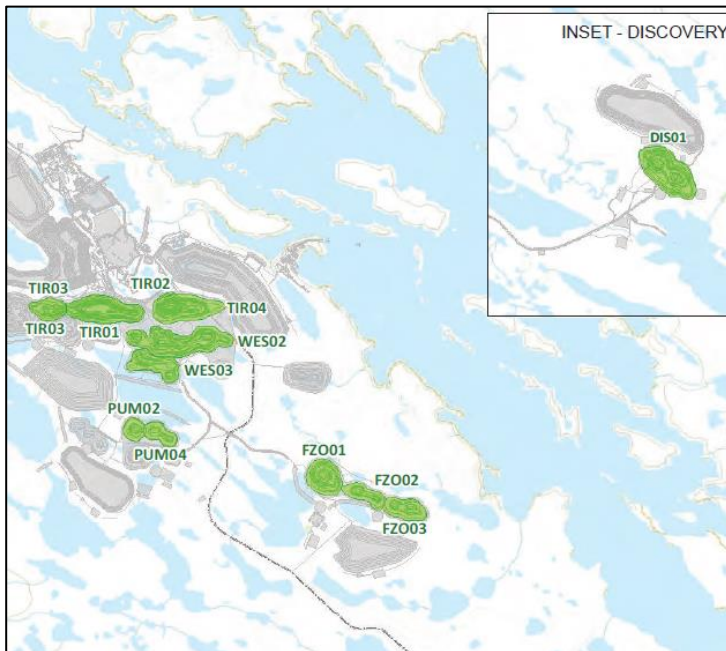 INSET - DISCOVERY
DIS01
TIR03
TIR02
TIR04
TIR03
TIR01
WES02
WES03
PUM02
PUM04
FZO01
FZO02
FZO03